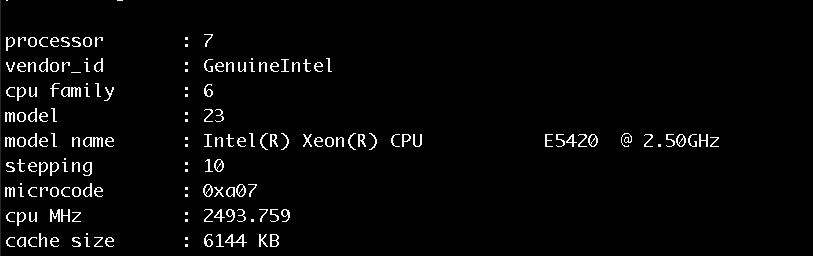 processor : 7
vendor_id : GenuineIntel
cpu family : 6
model : 23
model name : Intel(R) Xeon(R) CPU E5420 @ 2.50GHz
stepping : 10
microcode : 0xa07
cpu MHz : 2493.759
cache size : 6144 KB